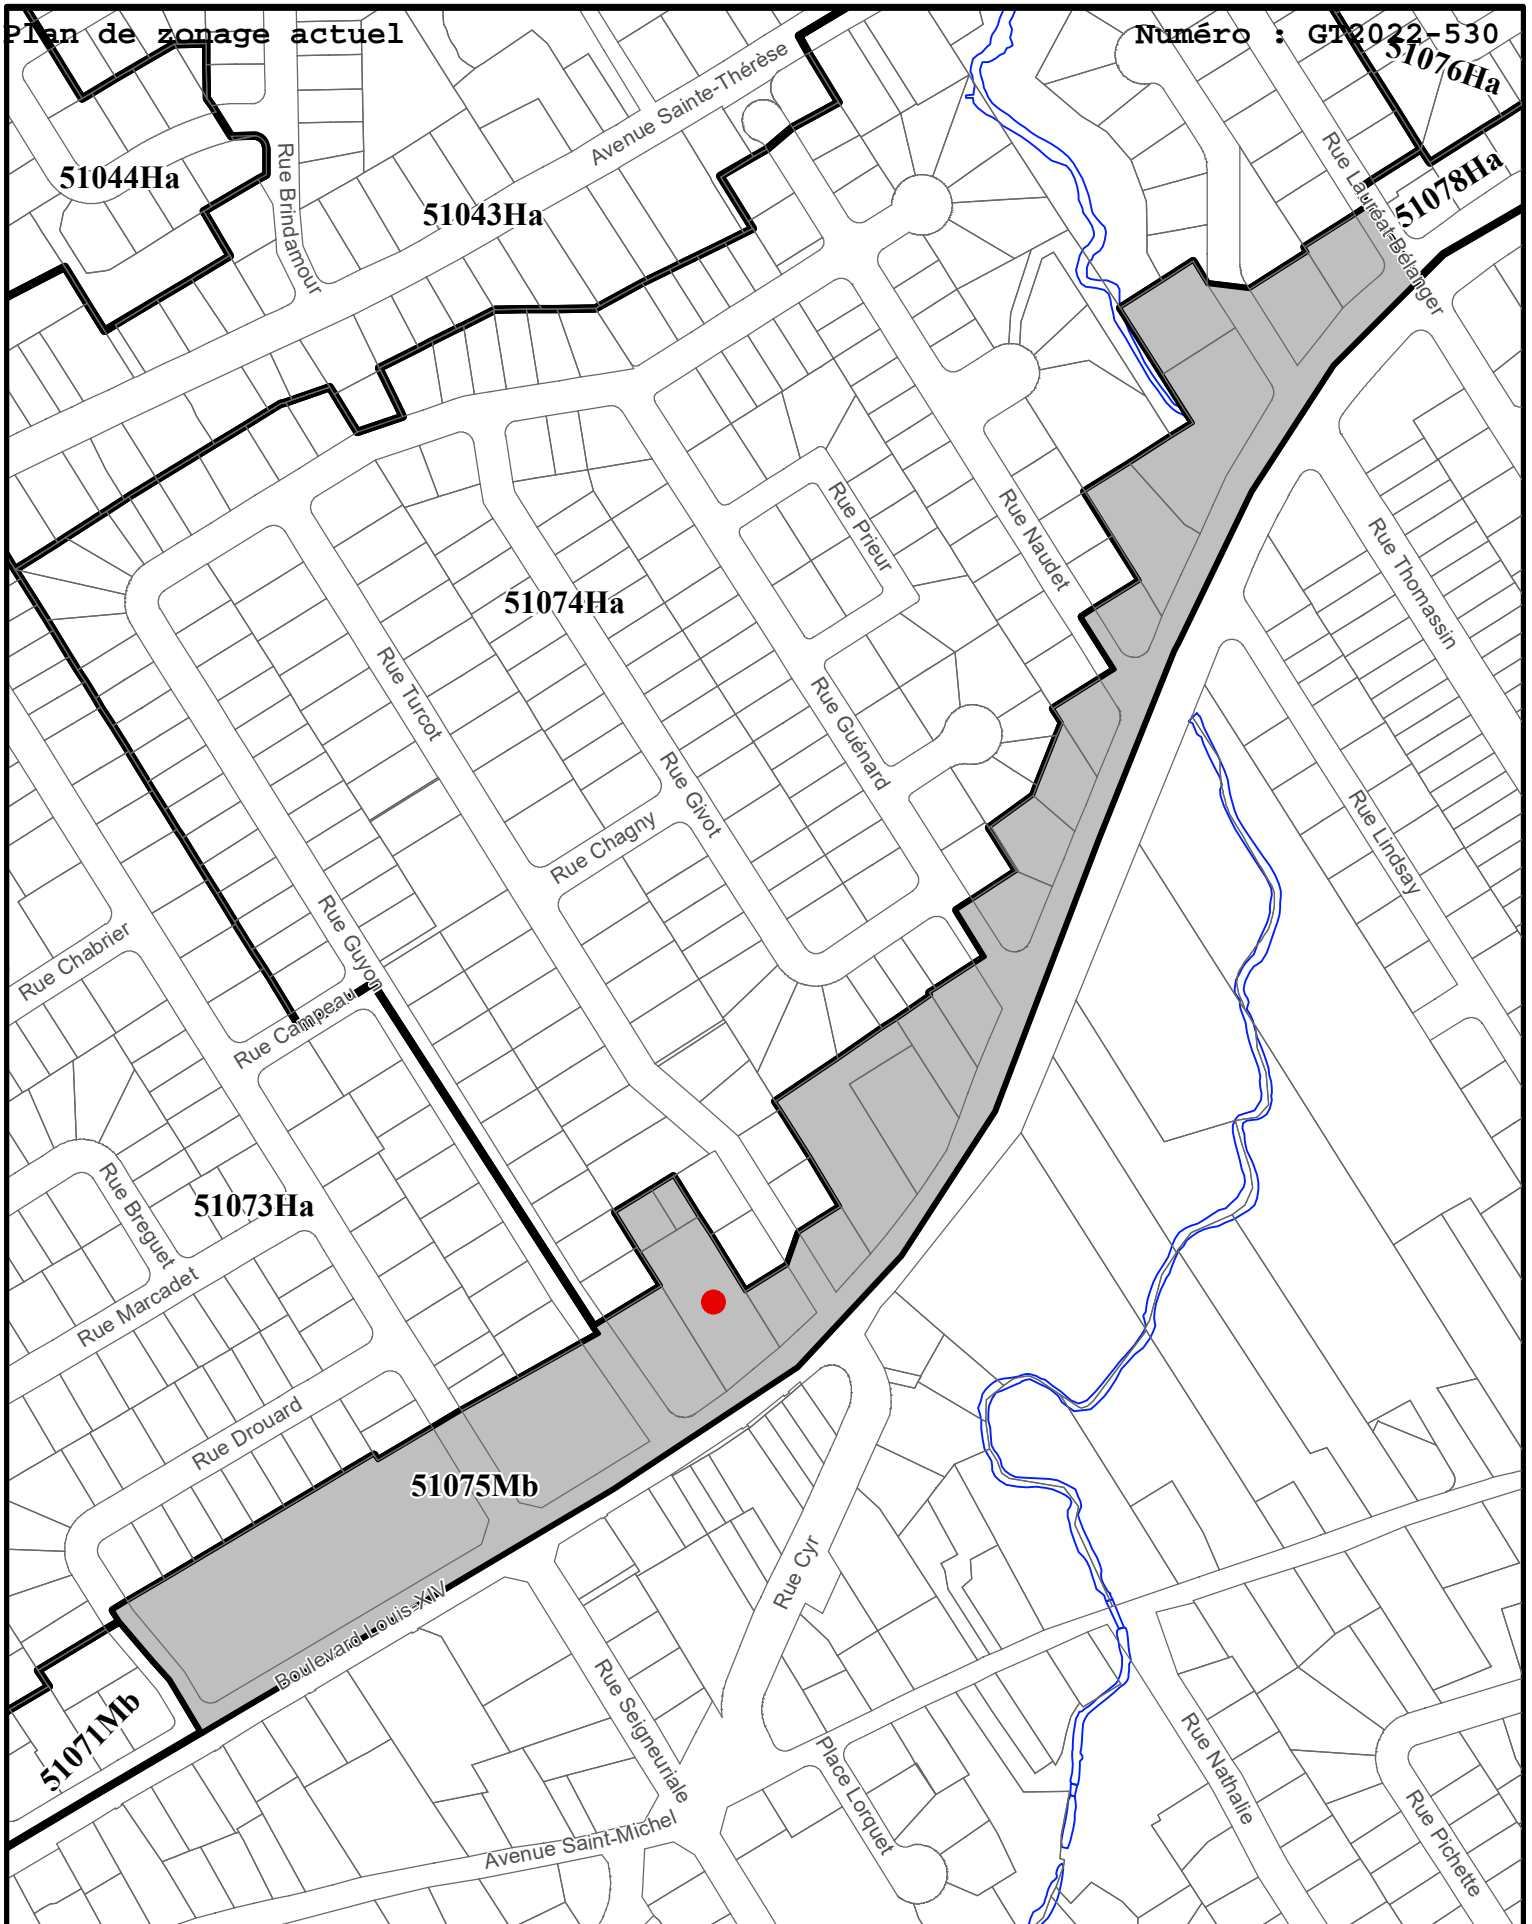 Plan de zonage actuel
Numéro : GT2022-530
51076Ha
Avenue Sainte-Thérèse
Rue Lauréat-Bélanger
51044Ha
Rue Brindamour
51043Ha
51078Ha
Rue Prieur
Rue Naudet
Rue Thomassin
51074Ha
Rue Turcot
Rue Guénard
Rue Givot
Rue Chagny
Rue Lindsay
Rue Chabrier
Rue Guyon
Rue Campeau
Rue Breguet
51073Ha
Rue Marcadet
Rue Drouard
51075Mb
Rue Cyr
Boulevard Louis-XIV
51071Mb
Rue Seigneuriale
Place Lorquet
Rue Nathalie
Rue Pichette
Avenue Saint-Michel